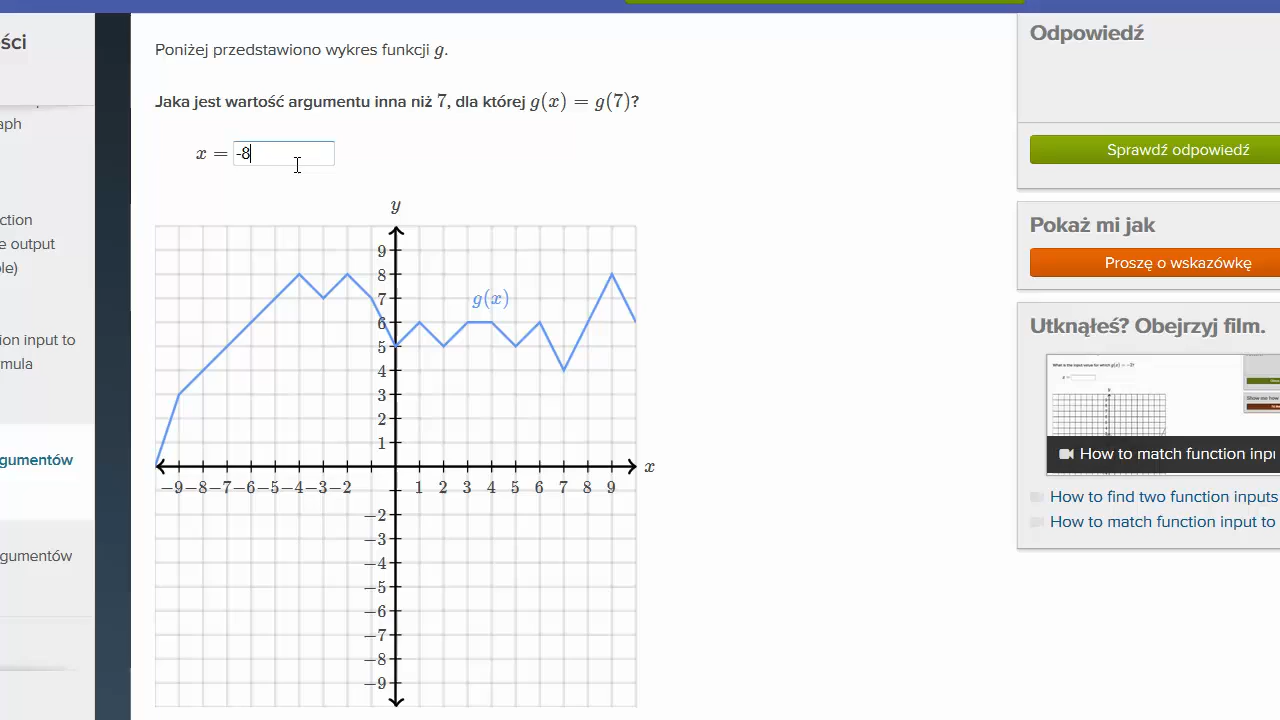 ści
aph
ction
e output
ole)
ion input to
rmula
gumentów
gumentów
Poniżej przedstawiono wykres funkcji g.
Jaka jest wartość argumentu inna niż 7, dla której g(x) = g(7)?
x = -8
y
9
8
7
6
5
4
3
2
1
g(x)
x
−9−8−7−6−5−4−3−2 1 2 3 4 5 6 7 8 9
−2
−3
−4
−5
−6
−7
−8
−9
Odpowiedź
Sprawdź odpowiedź
Pokaż mi jak
Proszę o wskazówkę
Utknąłeś? Obejrzyj film.
How to match function inpu
How to find two function inputs
How to match function input to